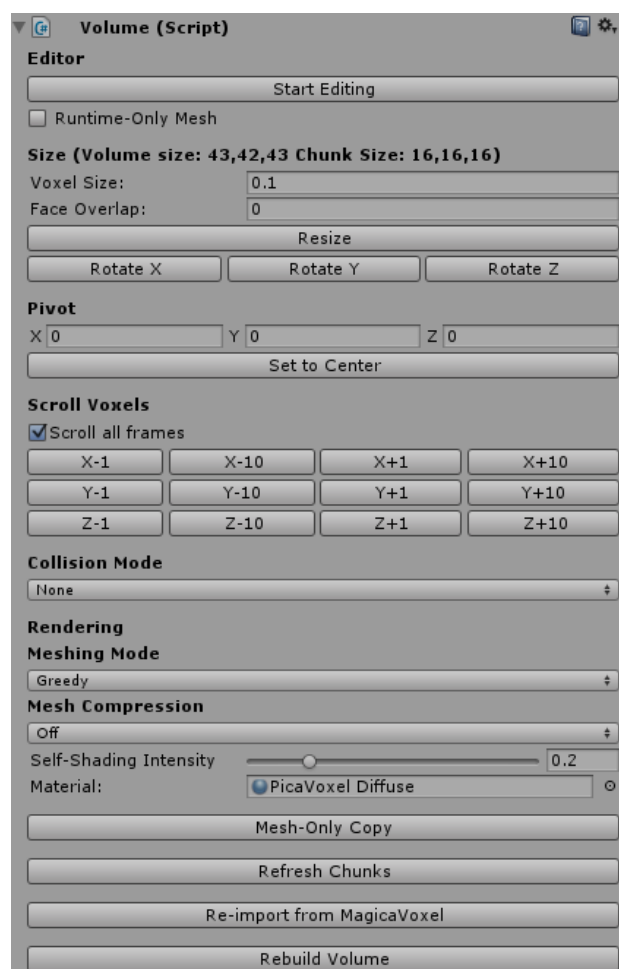 Volume (Script)
Editor
Start Editing
Runtime-Only Mesh
Size (Volume size: 43,42,43 Chunk Size: 16,16,16)
Voxel Size: 0.1
Face Overlap: 0
Resize
Rotate X Rotate Y Rotate Z
Pivot
X 0 Y 0 Z 0
Set to Center
Scroll Voxels
Scroll all frames
X-1 X-10 X+1 X+10
Y-1 Y-10 Y+1 Y+10
Z-1 Z-10 Z+1 Z+10
Collision Mode
None
Rendering
Meshing Mode
Greedy
Mesh Compression
Off
Self-Shading Intensity 0.2
Material: PicaVoxel Diffuse
Mesh-Only Copy
Refresh Chunks
Re-import from MagicaVoxel
Rebuild Volume